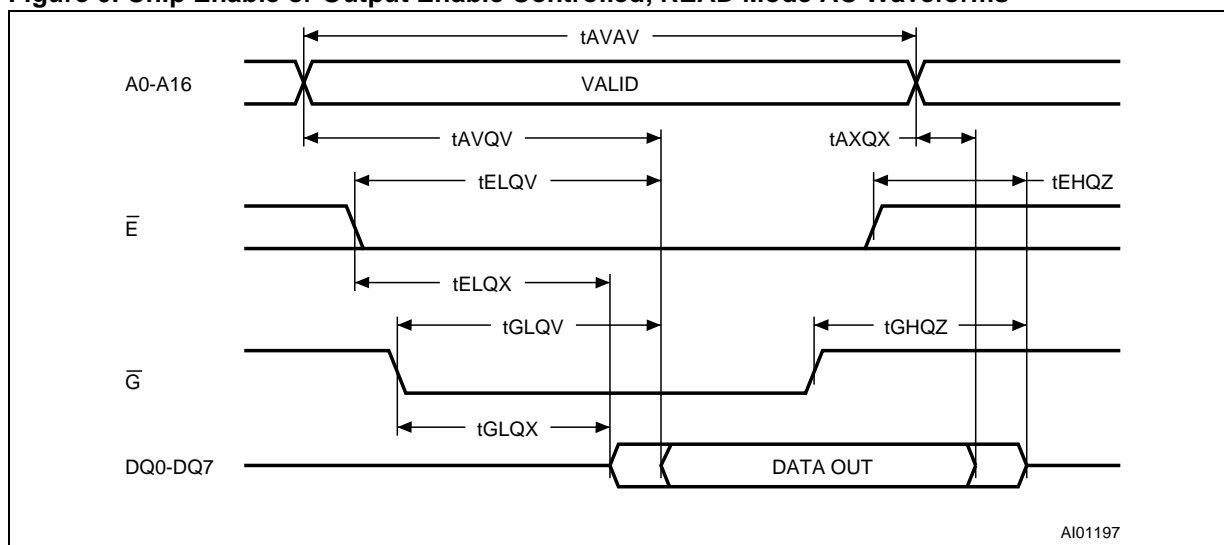 Figure 6. Chip Enable or Output Enable Controlled, READ Mode AC Waveforms
tAVAV
A0-A16
VALID
tAVQV
tAXQX
tELQV
tEHQZ
E
tELQX
tGLQV
tGHQZ
G
tGLQX
DQ0-DQ7
DATA OUT
AI01197